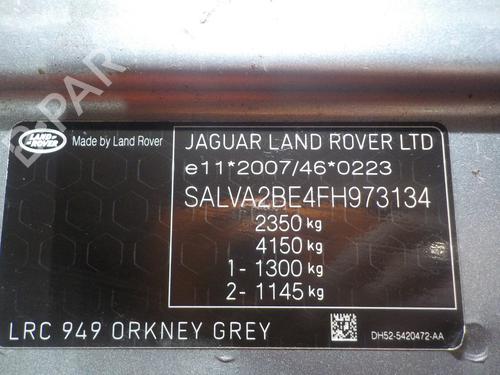 B-PARTS
LAND ROVER
Made by Land Rover
JAGUAR LAND ROVER LTD
e11*2007/46*0223
SALVA2BE4FH973134
2350 kg
4150 kg
1- 1300 kg
2- 1145 kg
LRC 949 ORKNEY GREY
DH52-5420472-AA